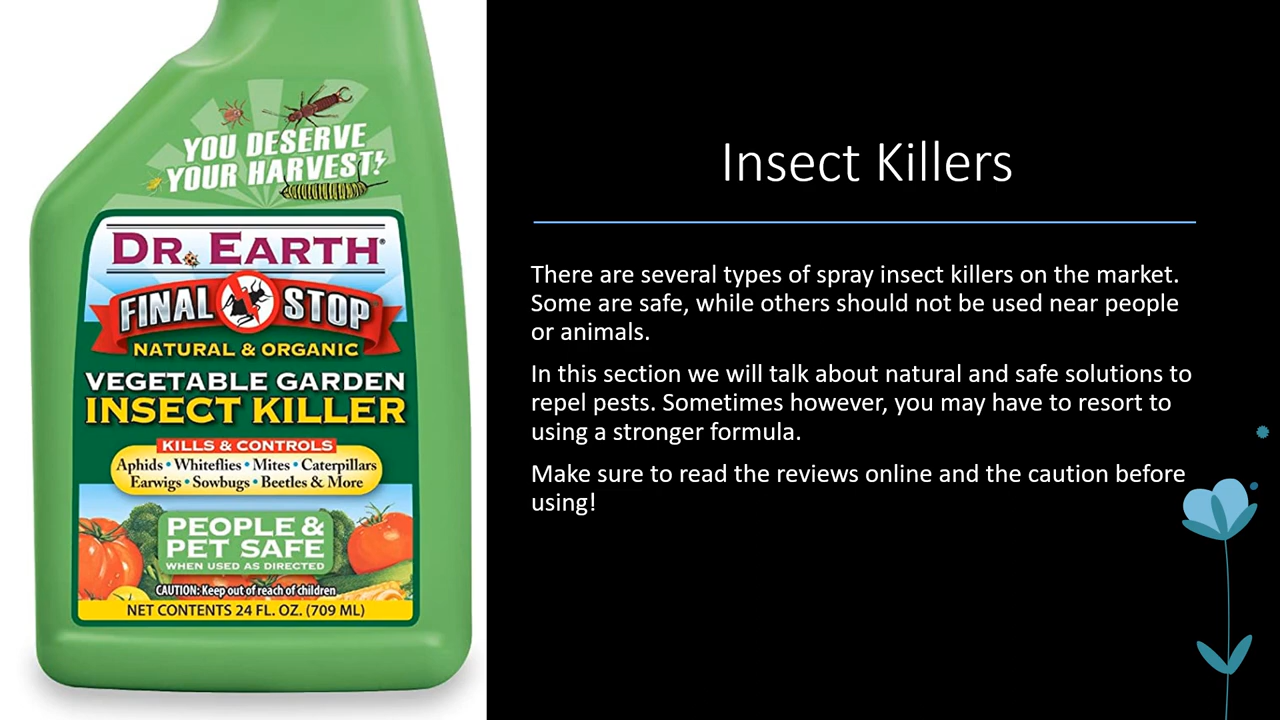 YOU DESERVE
YOUR HARVEST!
DR. EARTH®
FINAL STOP
NATURAL & ORGANIC
VEGETABLE GARDEN
INSECT KILLER
KILLS & CONTROLS
Aphids • Whiteflies • Mites • Caterpillars
Earwigs • Sowbugs • Beetles & More
PEOPLE &
PET SAFE
WHEN USED AS DIRECTED
CAUTION: Keep out of reach of children
NET CONTENTS 24 FL. OZ. (709 ML)
Insect Killers
There are several types of spray insect killers on the market.
Some are safe, while others should not be used near people
or animals.
In this section we will talk about natural and safe solutions to
repel pests. Sometimes however, you may have to resort to
using a stronger formula.
Make sure to read the reviews online and the caution before
using!